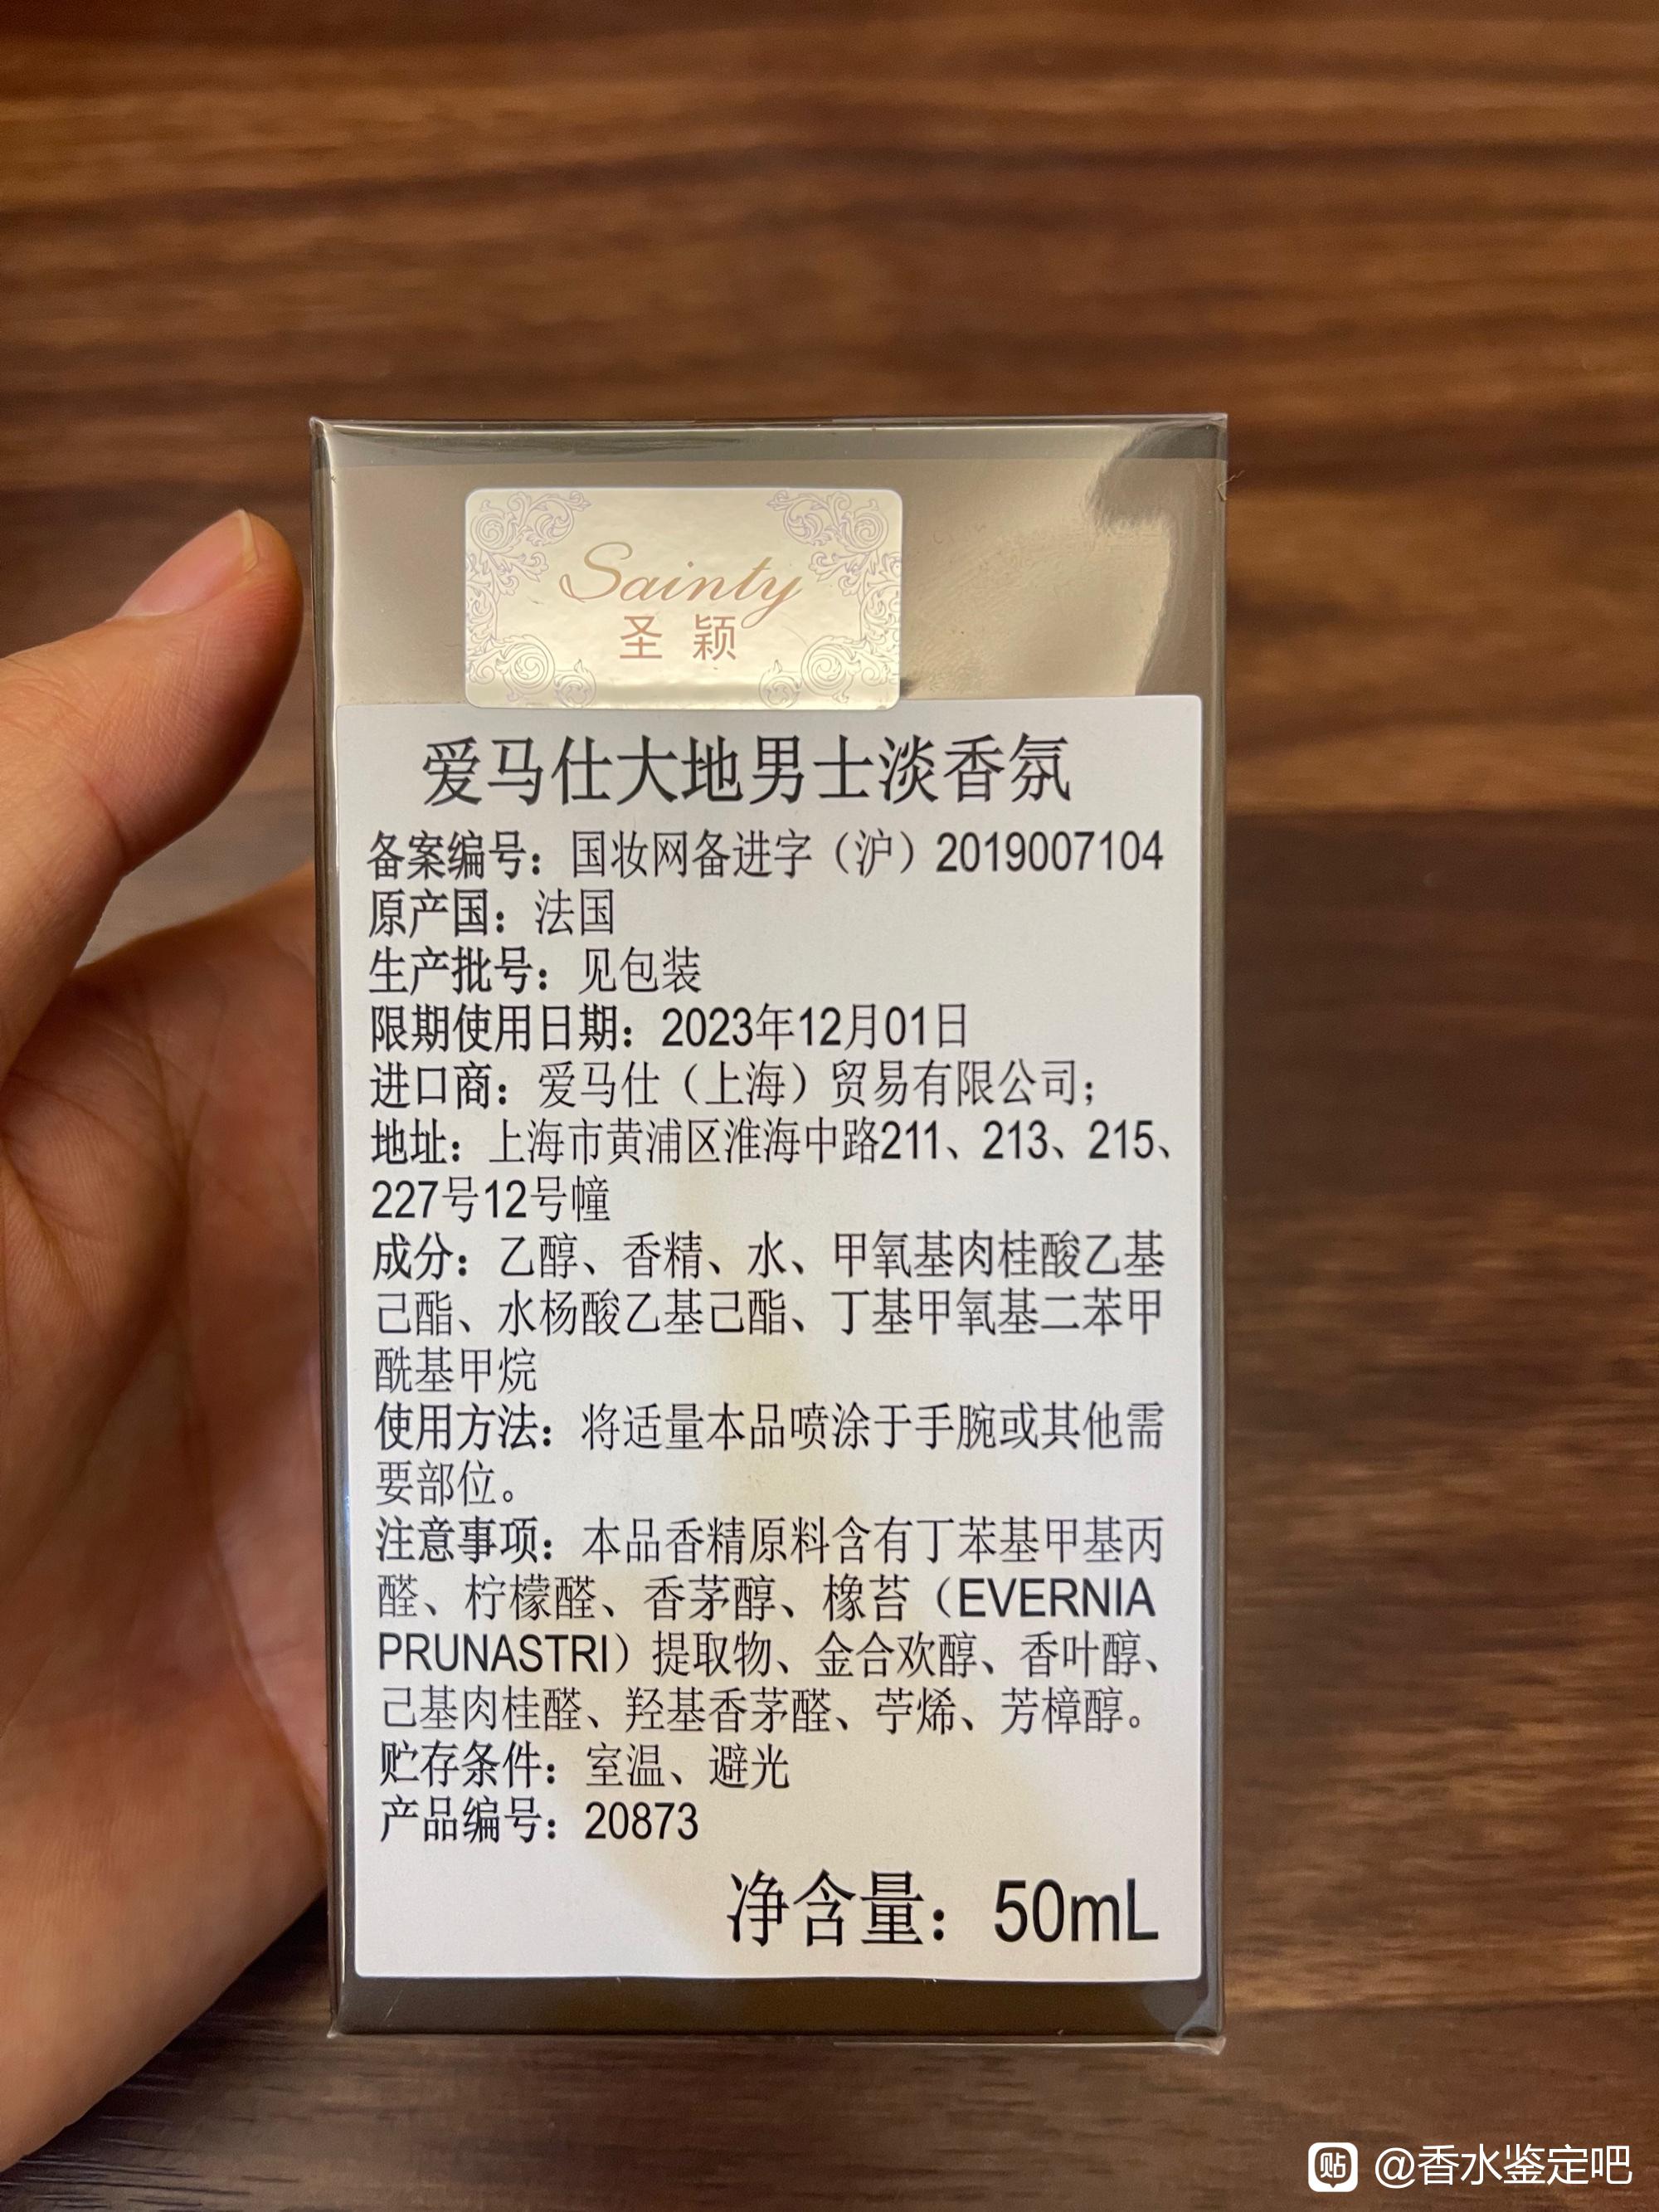 Sainty
圣颖
爱马仕大地男士淡香氛
备案编号：国妆网备进字（沪）2019007104
原产国：法国
生产批号：见包装
限期使用日期：2023年12月01日
进口商：爱马仕（上海）贸易有限公司；
地址：上海市黄浦区淮海中路211、213、215、
227号12号幢
成分：乙醇、香精、水、甲氧基肉桂酸乙基
己酯、水杨酸乙基己酯、丁基甲氧基二苯甲
酰基甲烷
使用方法：将适量本品喷涂于手腕或其他需
要部位。
注意事项：本品香精原料含有丁苯基甲基丙
醛、柠檬醛、香茅醇、橡苔（EVERNIA
PRUNASTRI）提取物、金合欢醇、香叶醇、
己基肉桂醛、羟基香茅醛、苧烯、芳樟醇。
贮存条件：室温、避光
产品编号：20873
净含量：50mL
贴 @香水鉴定吧